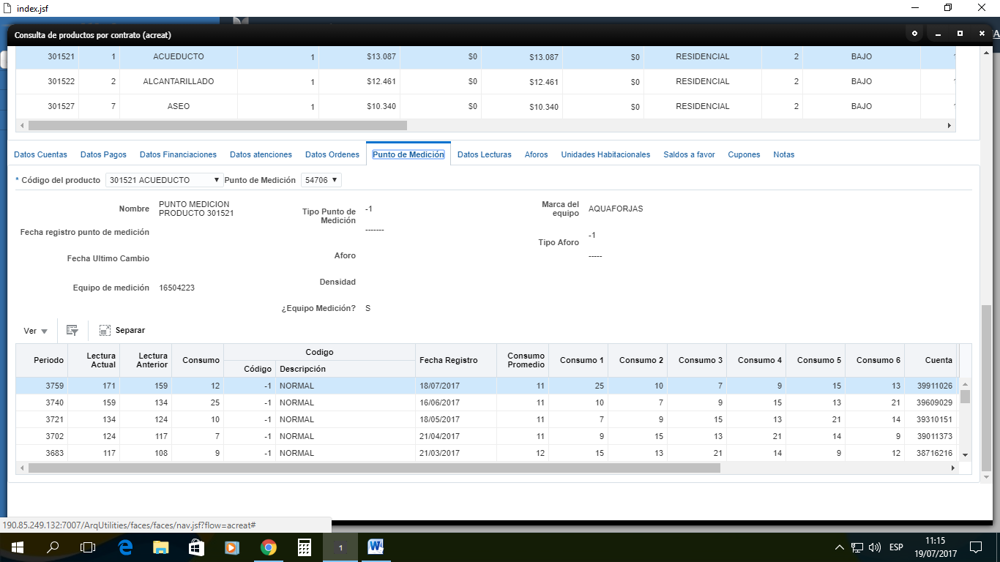 index.jsf
Consulta de productos por contrato (acreat)
301521 1 ACUEDUCTO 1 $13.087 $0 $13.087 $0 RESIDENCIAL 2 BAJO
301522 2 ALCANTARILLADO 1 $12.461 $0 $12.461 $0 RESIDENCIAL 2 BAJO
301527 7 ASEO 1 $10.340 $0 $10.340 $0 RESIDENCIAL 2 BAJO
Datos Cuentas Datos Pagos Datos Financiaciones Datos atenciones Datos Ordenes Punto de Medición Datos Lecturas Aforos Unidades Habitacionales Saldos a favor Cupones Notas
* Código del producto 301521 ACUEDUCTO Punto de Medición 54706
Nombre PUNTO MEDICION
PRODUCTO 301521
Fecha registro punto de medición
Fecha Ultimo Cambio
Equipo de medición 16504223
Tipo Punto de
Medición
-1
-------
Aforo
Densidad
¿Equipo Medición? S
Marca del
equipo
AQUAFORJAS
Tipo Aforo
-1
-----
Ver Separar
Periodo Lectura Actual Lectura Anterior Consumo Codigo Código Descripción Fecha Registro Consumo Promedio Consumo 1 Consumo 2 Consumo 3 Consumo 4 Consumo 5 Consumo 6 Cuenta
3759 171 159 12 -1 NORMAL 18/07/2017 11 25 10 7 9 15 13 39911026
3740 159 134 25 -1 NORMAL 16/06/2017 11 10 7 9 15 13 21 39609029
3721 134 124 10 -1 NORMAL 18/05/2017 11 7 9 15 13 21 14 39310151
3702 124 117 7 -1 NORMAL 21/04/2017 11 9 15 13 21 14 9 39011373
3683 117 108 9 -1 NORMAL 21/03/2017 12 15 13 21 14 9 12 38716216
190.85.249.132:7007/ArqUtilities/faces/faces/nav.jsf?flow=acreat#
1
ESP
11:15
19/07/2017